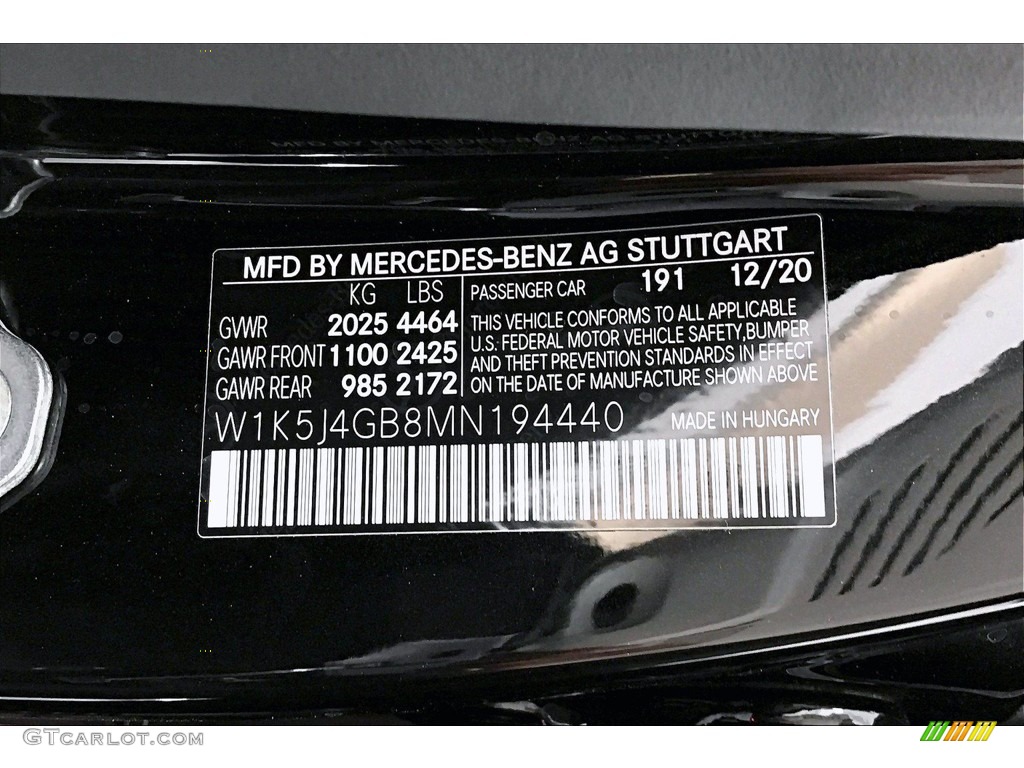 MFD BY MERCEDES-BENZ AG STUTTGART
KG LBS
GVWR 2025 4464
GAWR FRONT 1100 2425
GAWR REAR 985 2172
PASSENGER CAR 191 12/20
THIS VEHICLE CONFORMS TO ALL APPLICABLE
U.S. FEDERAL MOTOR VEHICLE SAFETY,BUMPER
AND THEFT PREVENTION STANDARDS IN EFFECT
ON THE DATE OF MANUFACTURE SHOWN ABOVE
W1K5J4GB8MN194440 MADE IN HUNGARY
GTcarlot.com